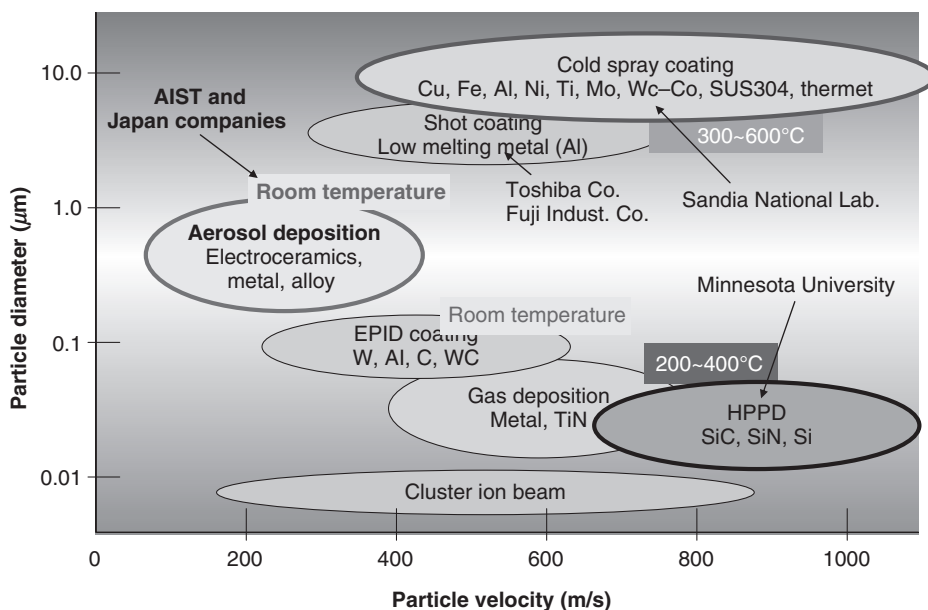 10.0
1.0
0.1
0.01
Particle diameter (μm)
Cold spray coating
Cu, Fe, Al, Ni, Ti, Mo, Wc–Co, SUS304, thermet
AIST and
Japan companies
Shot coating
Low melting metal (Al)
300~600°C
Toshiba Co.
Fuji Indust. Co.
Sandia National Lab.
Room temperature
Aerosol deposition
Electroceramics,
metal, alloy
Minnesota University
Room temperature
EPID coating
W, Al, C, WC
200~400°C
Gas deposition
Metal, TiN
HPPD
SiC, SiN, Si
Cluster ion beam
0 200 400 600 800 1000
Particle velocity (m/s)